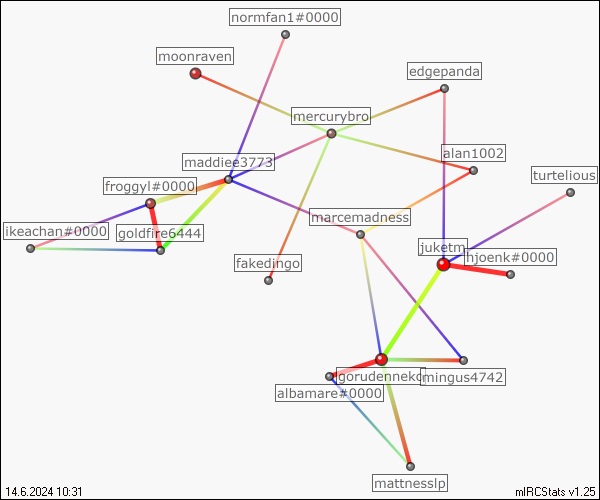 normfan1#0000
moonraven
edgepanda
mercurybro
alan1002
maddiee3773
turtelious
froggyl#0000
marcemadness
ikeachan#0000
goldfire6444
juketm
hjoenk#0000
fakedingo
gorudenneko
mingus4742
albamare#0000
mattnesslp
14.6.2024 10:31
mIRCStats v1.25